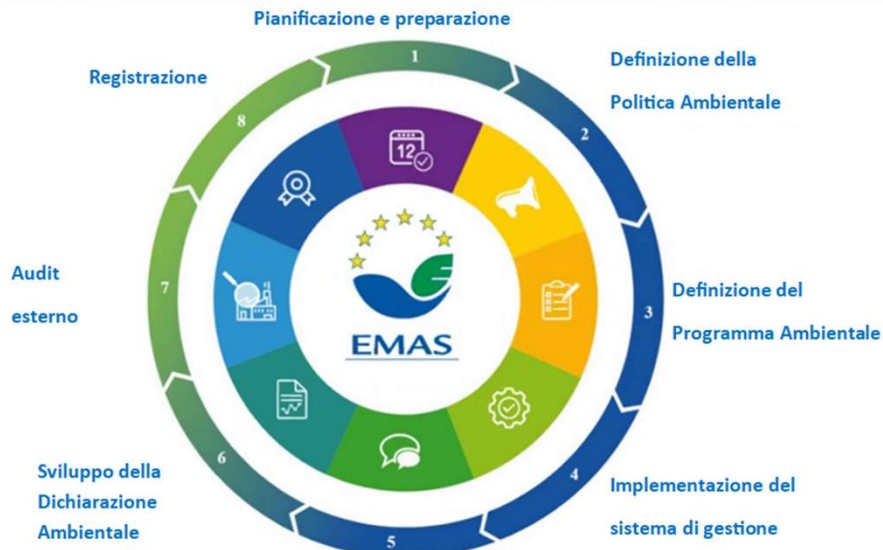 Pianificazione e preparazione
1
Registrazione
Definizione della
Politica Ambientale
8
2
12
Audit
esterno
7
3
Definizione del
Programma Ambientale
EMAS
6
4
Sviluppo della
Dichiarazione
Ambientale
Implementazione del
sistema di gestione
5